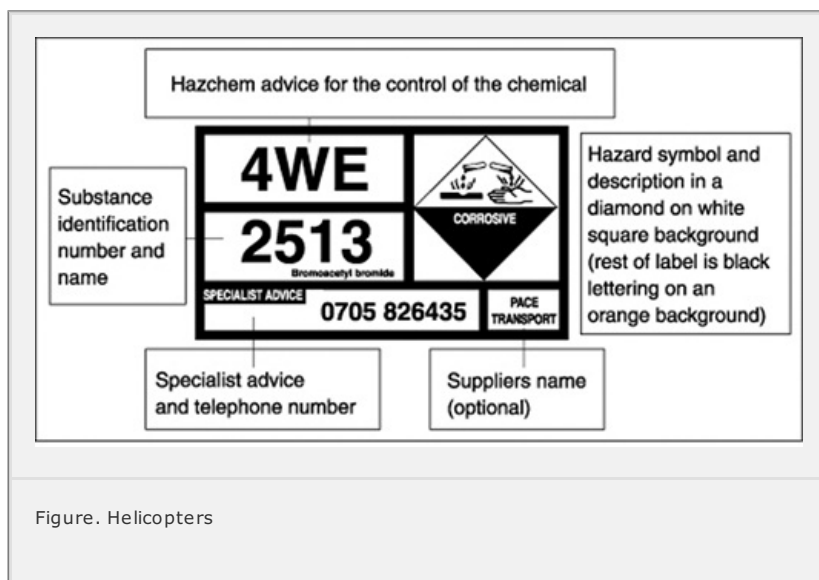 Hazchem advice for the control of the chemical
4WE
Substance
identification
number and
name
2513
Bromoacetyl bromide
CORROSIVE
Hazard symbol and
description in a
diamond on white
square background
(rest of label is black
lettering on an
orange background)
SPECIALIST ADVICE
0705 826435
PACE
TRANSPORT
Specialist advice
and telephone number
Suppliers name
(optional)
Figure. Helicopters